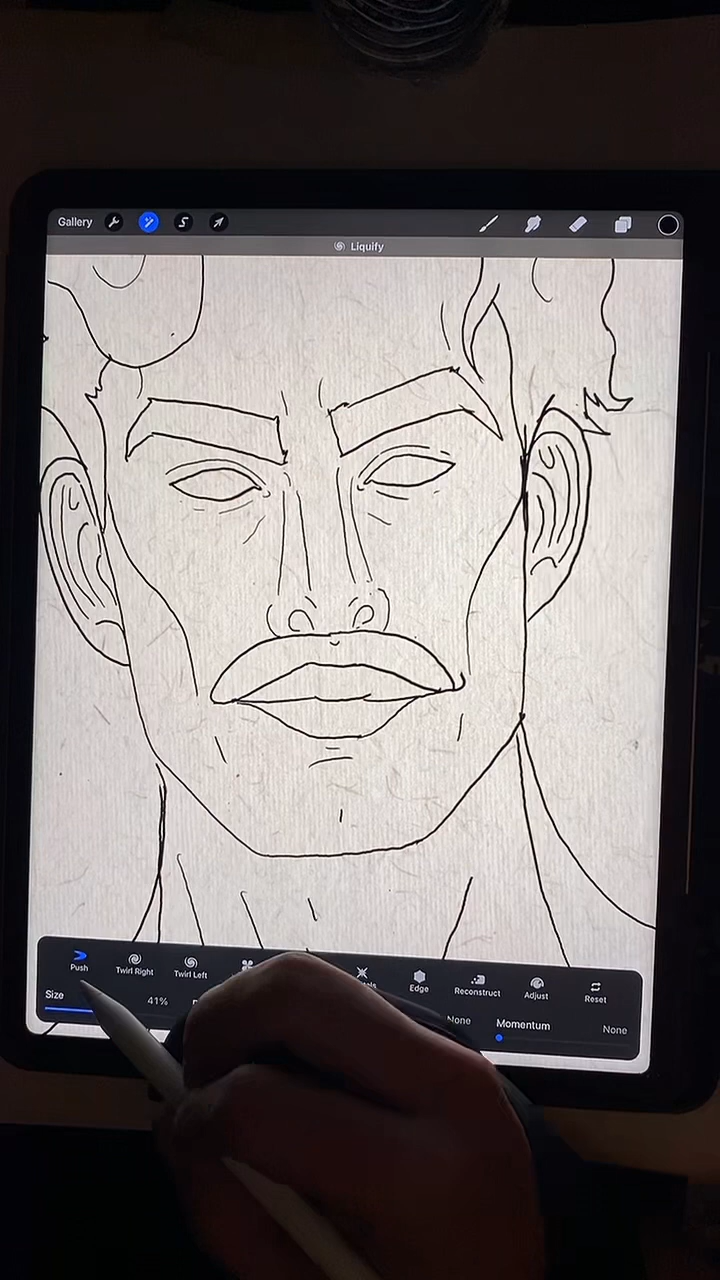 Gallery
Liquify
Push
Twirl Right
Twirl Left
Edge
Reconstruct
Adjust
Reset
Size
41%
None
Momentum
None